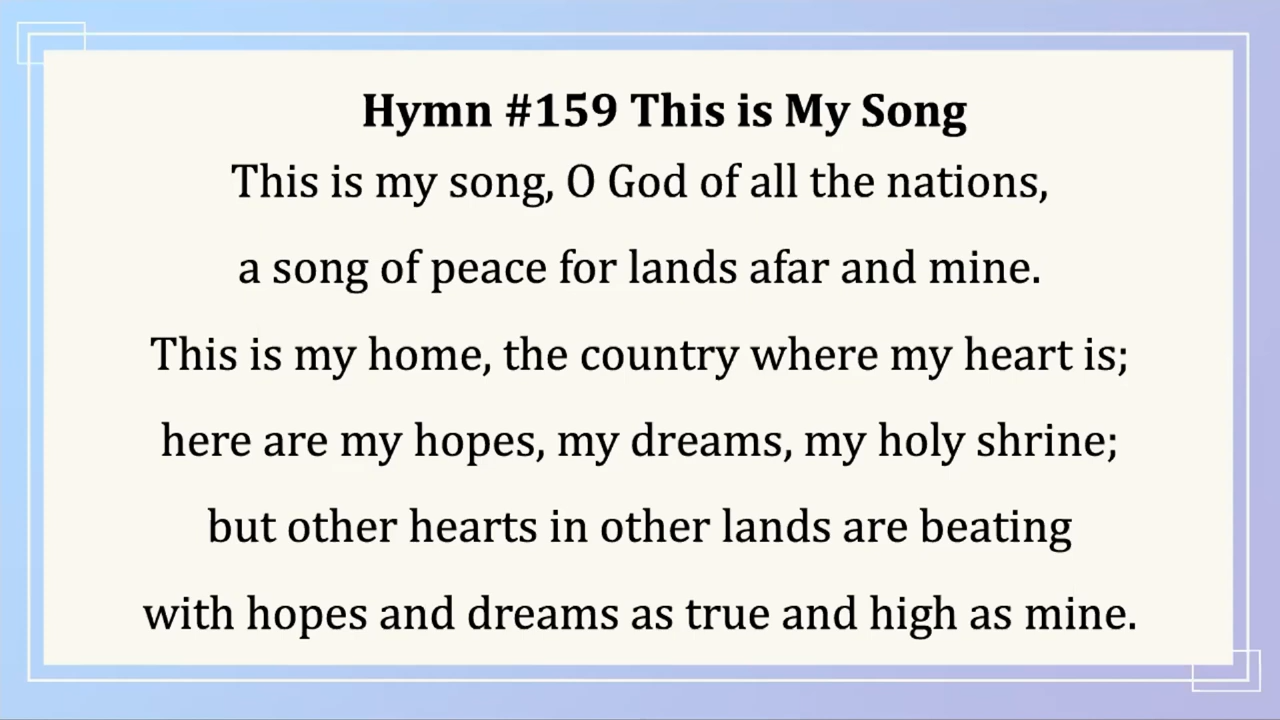 Hymn #159 This is My Song
This is my song, O God of all the nations,
a song of peace for lands afar and mine.
This is my home, the country where my heart is;
here are my hopes, my dreams, my holy shrine;
but other hearts in other lands are beating
with hopes and dreams as true and high as mine.